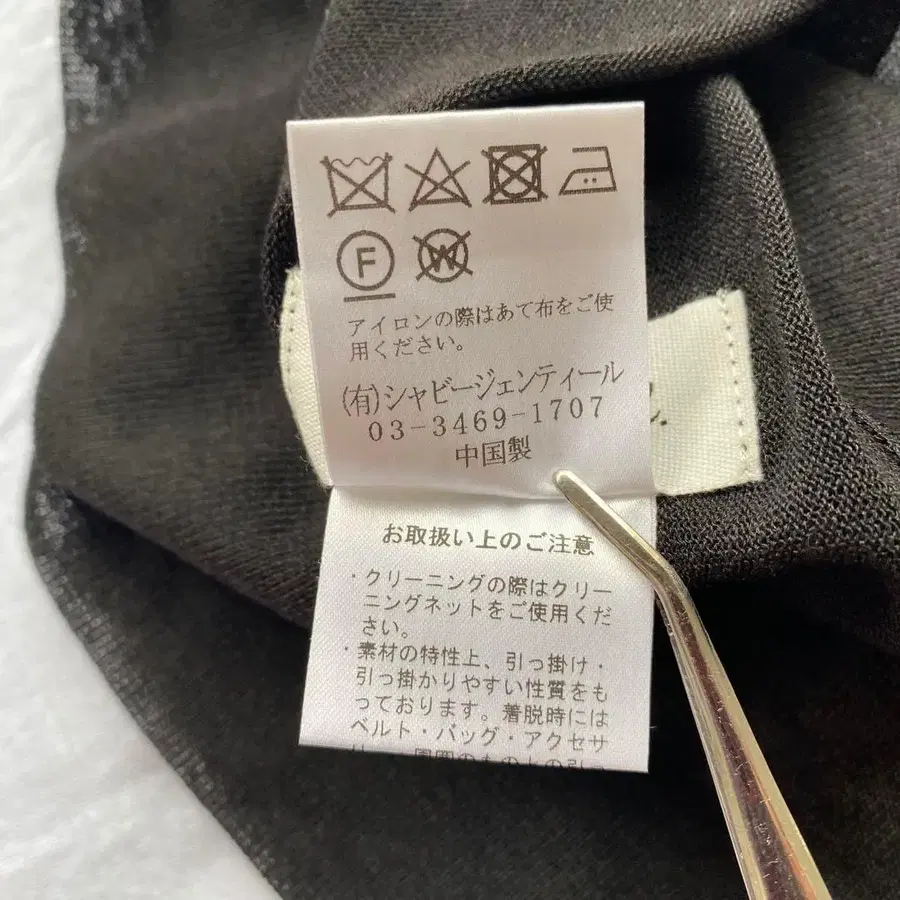 F W
アイロンの際はあて布をご使
用ください。
(有)シャビージェンティール
03-3469-1707
中国製
お取扱い上のご注意
・クリーニングの際はクリー
ニングネットをご使用くだ
さい。
・素材の特性上、引っ掛け・
引っ掛かりやすい性質をも
っております。着脱時には
ベルト・バッグ・アクセサ